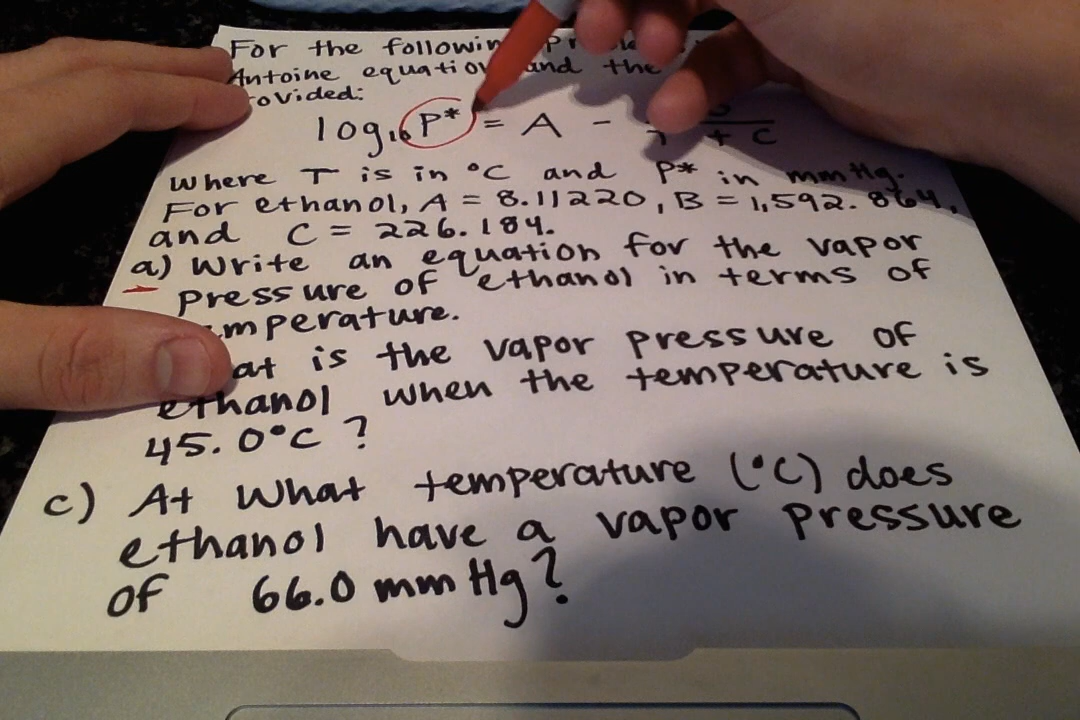 For the following
Antoine equation and the
ovided:
log10 P* = A - + C
Where T is in °C and P* in mmHg.
For ethanol, A = 8.11220, B = 1,592.864,
and C = 226.184.
a) Write an equation for the vapor
pressure of ethanol in terms of
mperature.
at is the vapor pressure of
ethanol when the temperature is
45.0°C ?
c) At what temperature (°C) does
ethanol have a vapor pressure
of 66.0 mm Hg?